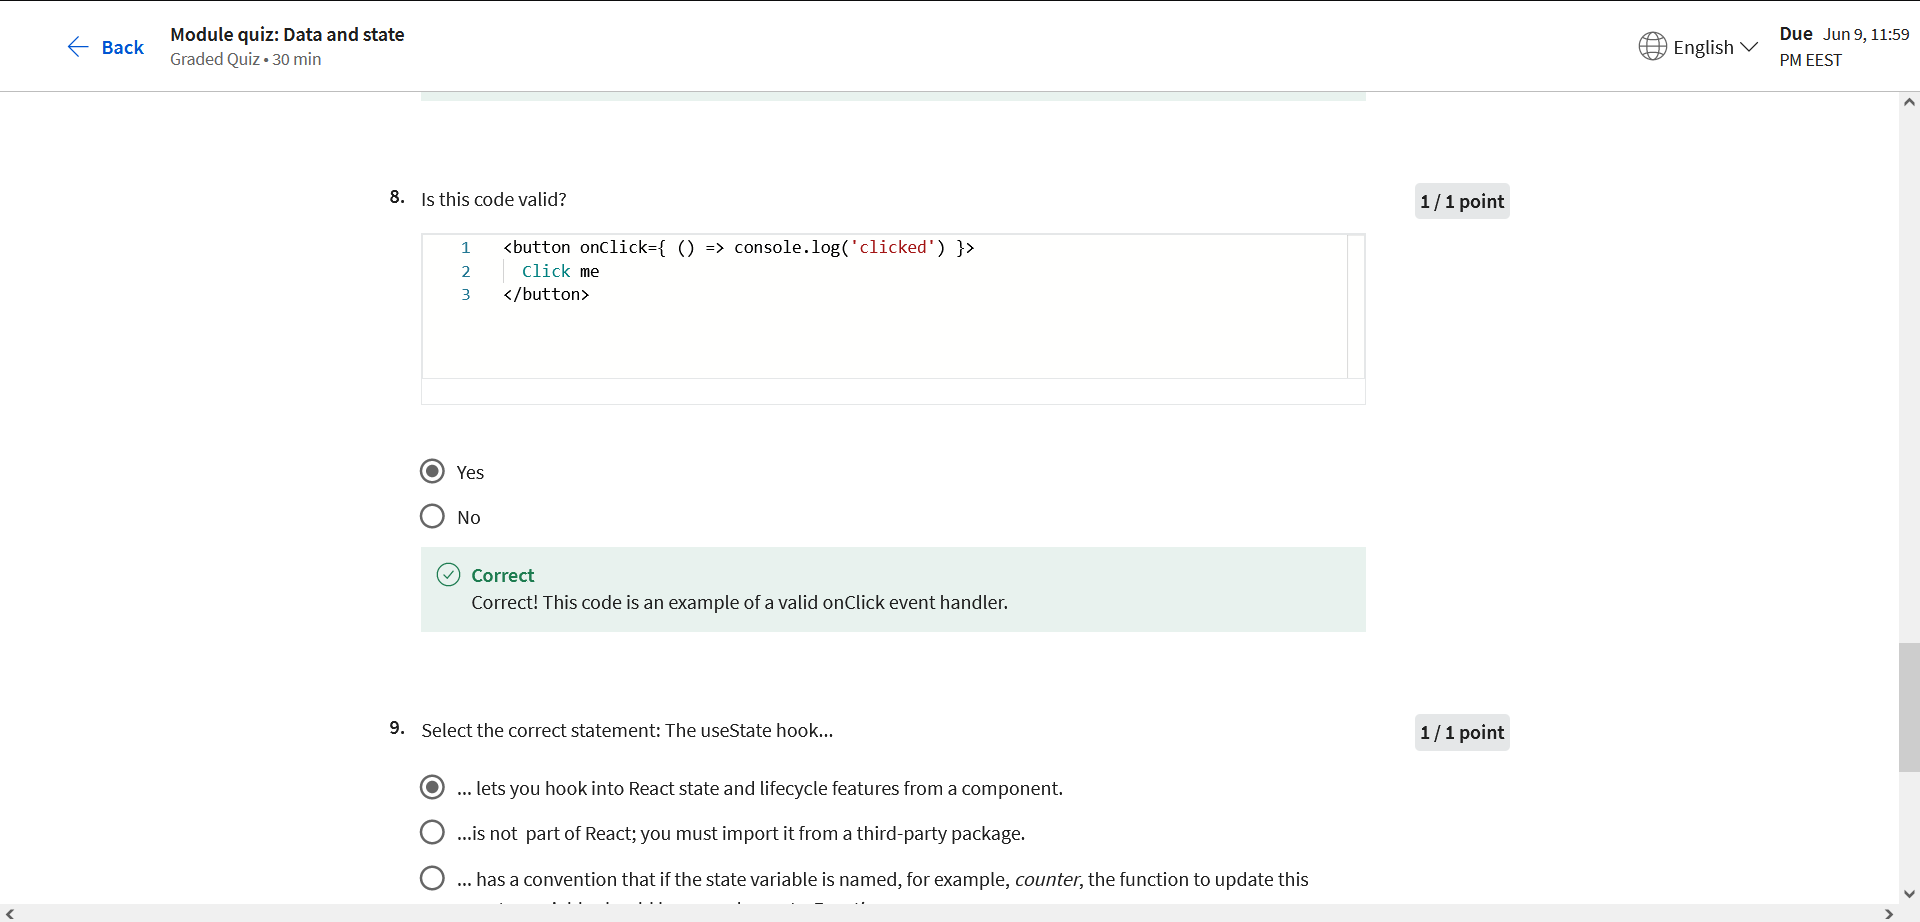 Back
Module quiz: Data and state
Graded Quiz • 30 min
English
Due Jun 9, 11:59
PM EEST
8. Is this code valid?
1 / 1 point
1 <button onClick={ () => console.log('clicked') }>
2 Click me
3 </button>
Yes
No
Correct
Correct! This code is an example of a valid onClick event handler.
9. Select the correct statement: The useState hook...
1 / 1 point
... lets you hook into React state and lifecycle features from a component.
...is not part of React; you must import it from a third-party package.
... has a convention that if the state variable is named, for example, counter, the function to update this